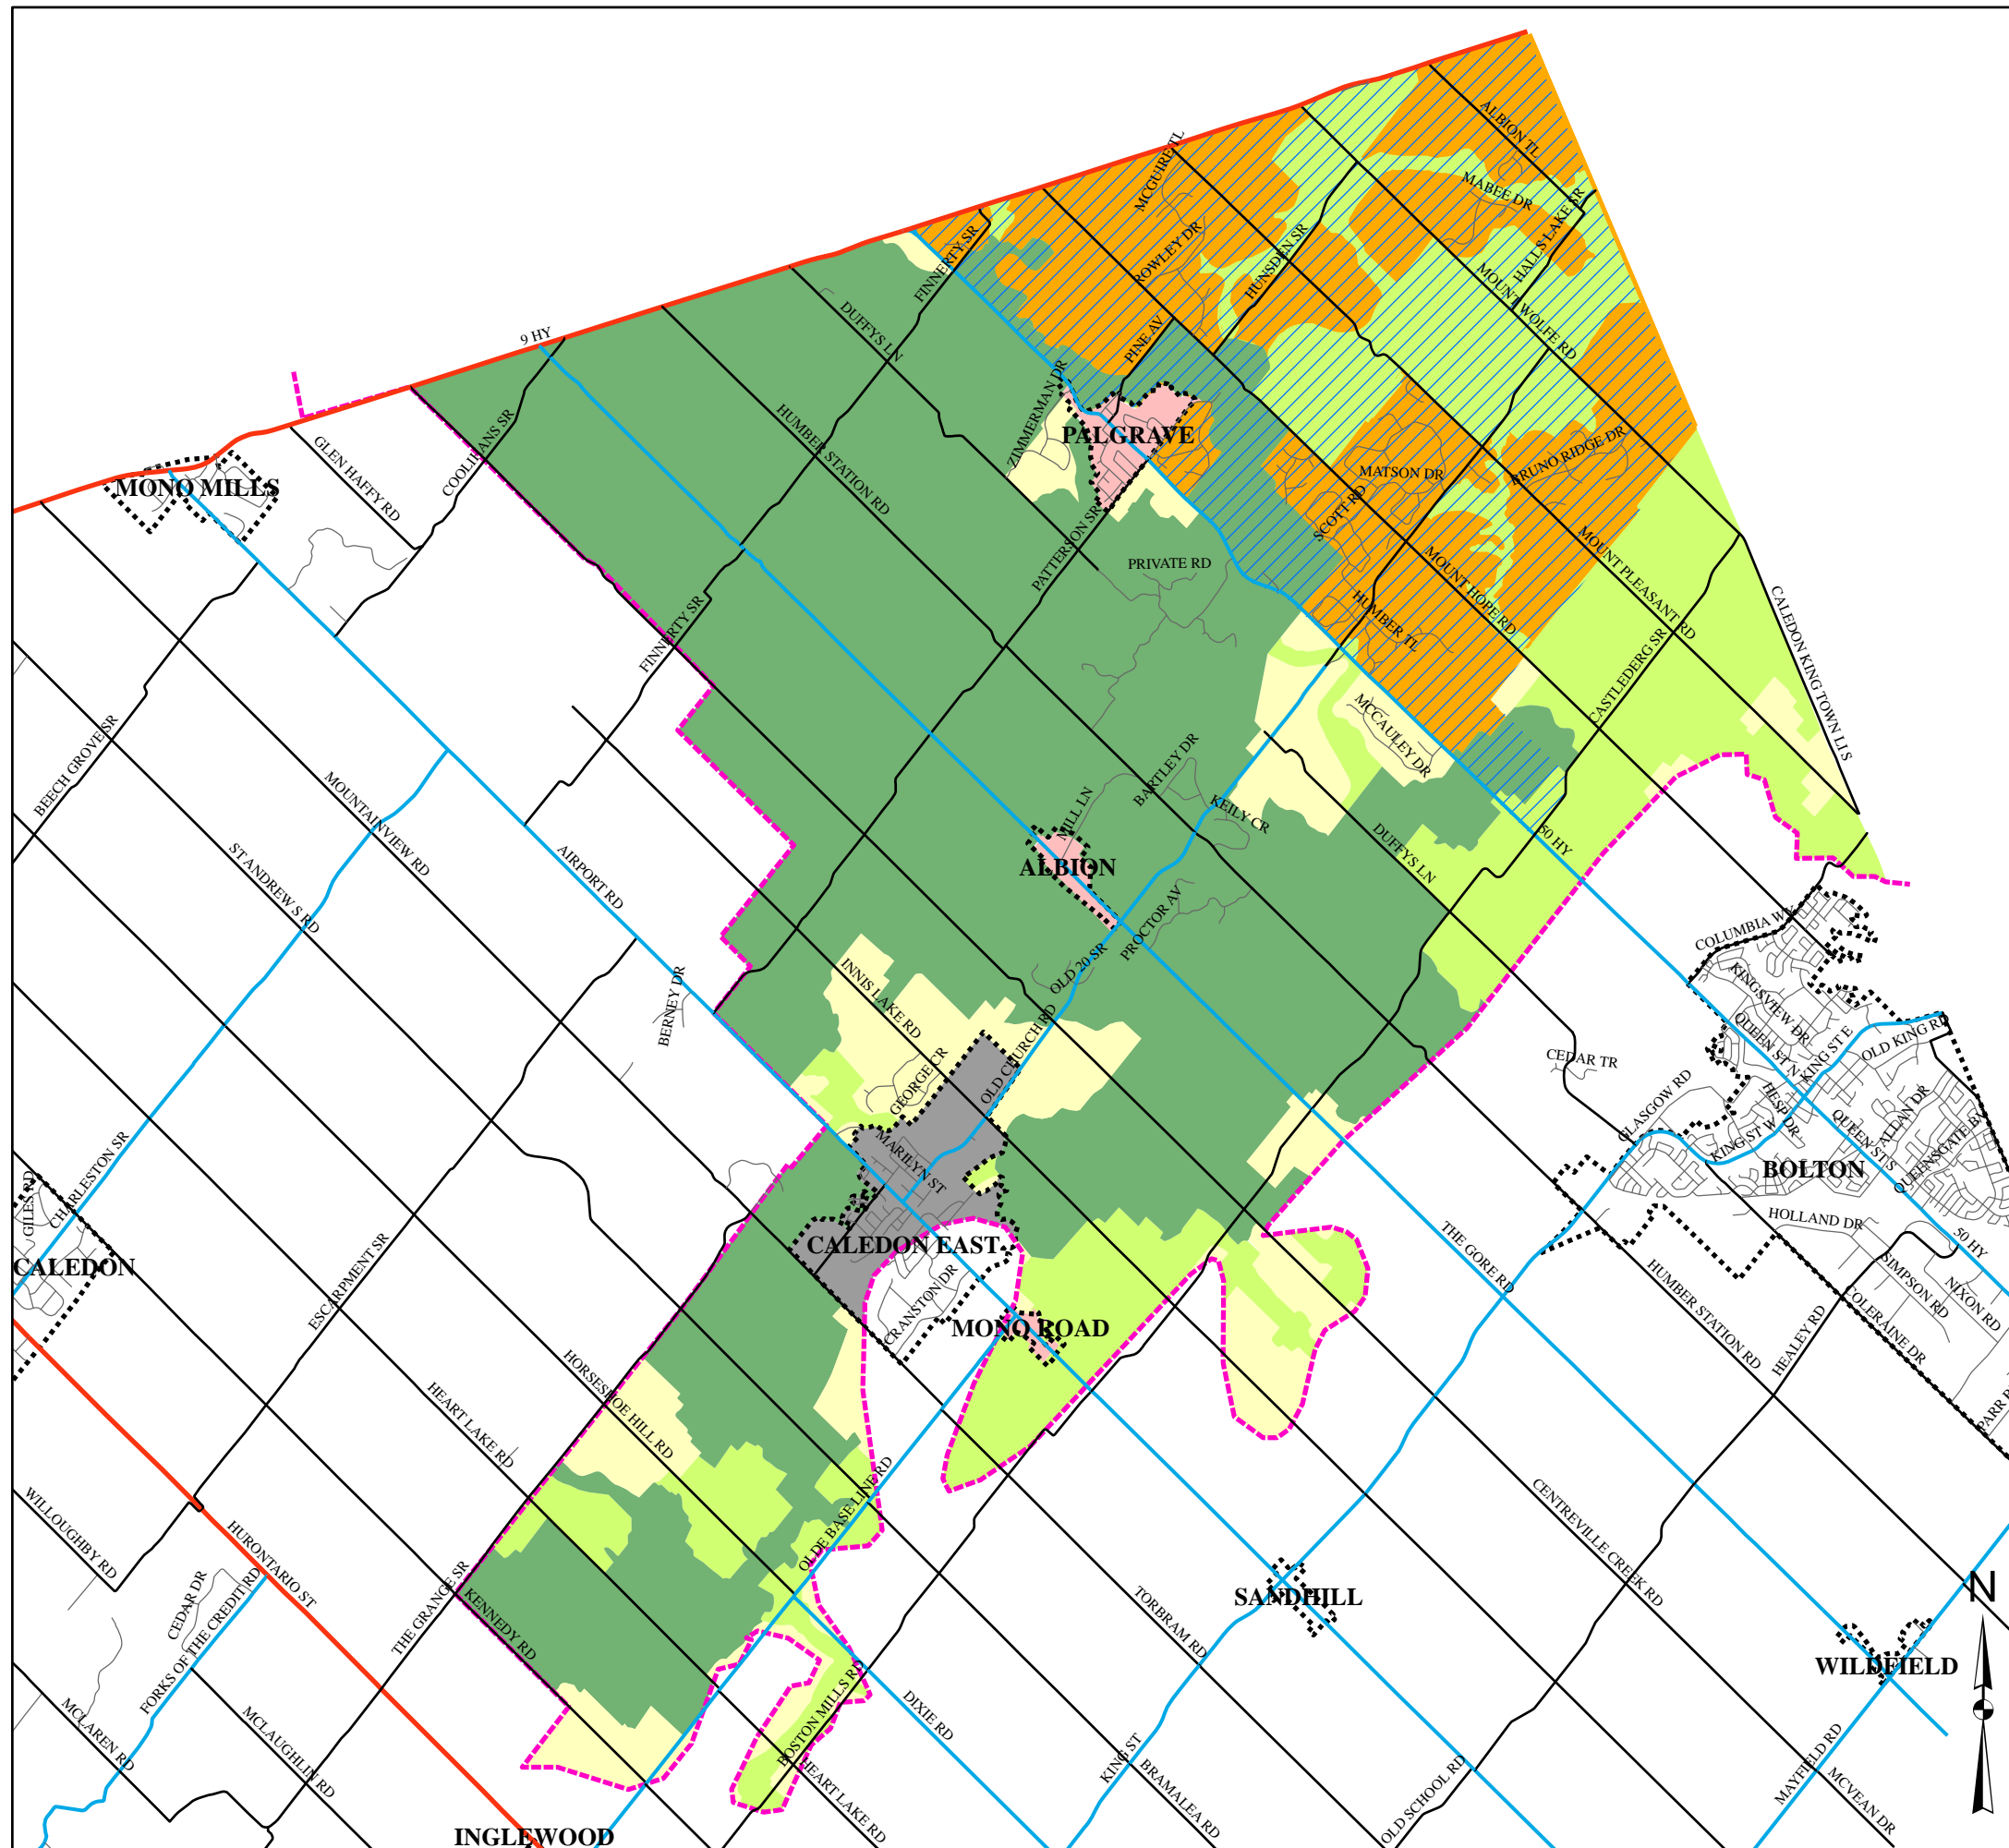 ALBION TL
MCGUIRE TL
MABEE DR
HALLS LAKE SR
ROWLEY DR
HUNSDEN SR
FINNERTY SR
MOUNT WOLFE RD
DUFFYS LN
9 HY
PINE AV
ZIMMERMAN DR
HUMBER STATION RD
PALGRAVE
GLEN HAFFY RD
COOLIHANS SR
MONO MILLS
MATSON DR
BRUNO RIDGE DR
SCOTT RD
PATTERSON SR
PRIVATE RD
MOUNT HOPE RD
MOUNT PLEASANT RD
HUMBER TL
FINNERTY SR
CASTLEDERG SR
CALEDON KING TOWN LI S
MCCAULEY DR
BEECH GROVE SR
MOUNTAINVIEW RD
BARTLEY DR
MILL LN
KEILY CR
ST ANDREW S RD
AIRPORT RD
ALBION
DUFFYS LN
50 HY
PROCTOR AV
OLD 20 SR
COLUMBIA WY
INNIS LAKE RD
BERNEY DR
KINGSVIEW DR
QUEEN ST N
KING ST E
OLD KING RD
OLD CHURCH RD
GEORGE CR
CEDAR TR
GLASGOW RD
HESP DR
ALLAN DR
QUEEN ST S
KING ST W
QUEENSGATE BV
MARILYN ST
BOLTON
GILES RD
CHARLESTON SR
CALEDON
CALEDON EAST
HOLLAND DR
50 HY
ESCARPMENT SR
THE GORE RD
SIMPSON RD
NIXON RD
HUMBER STATION RD
COLERAINE DR
CRANSTON DR
MONO ROAD
HEALEY RD
HORSESHOE HILL RD
HEART LAKE RD
PARR B
WILLOUGHBY RD
HURONTARIO ST
OLDE BASE LINE RD
CENTREVILLE CREEK RD
CEDAR DR
FORKS OF THE CREDIT RD
THE GRANGE SR
KENNEDY RD
TORBRAM RD
SANDHILL
N
WILDFIELD
BOSTON MILLS RD
DIXIE RD
MCLAREN RD
MCLAUGHLIN RD
HEART LAKE RD
KING ST
BRAMALEA RD
OLD SCHOOL RD
MAYFIELD RD
MCVEAN DR
INGLEWOOD